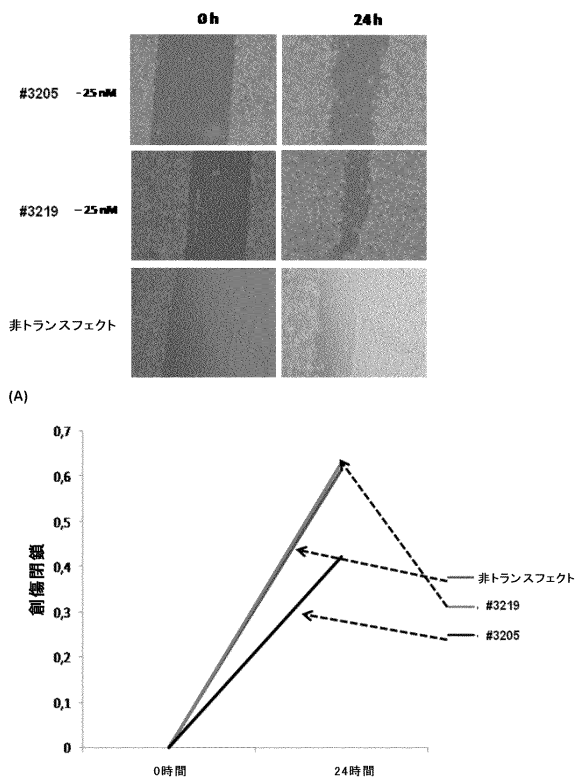 0h 24h
#3205 -25 nM
#3219 -25 nM
非トランスフェクト
(A)
0,7
0,6
0,5
0,4
0,3
0,2
0,1
0
創傷閉鎖
非トランスフェクト
#3219
#3205
0時間 24時間